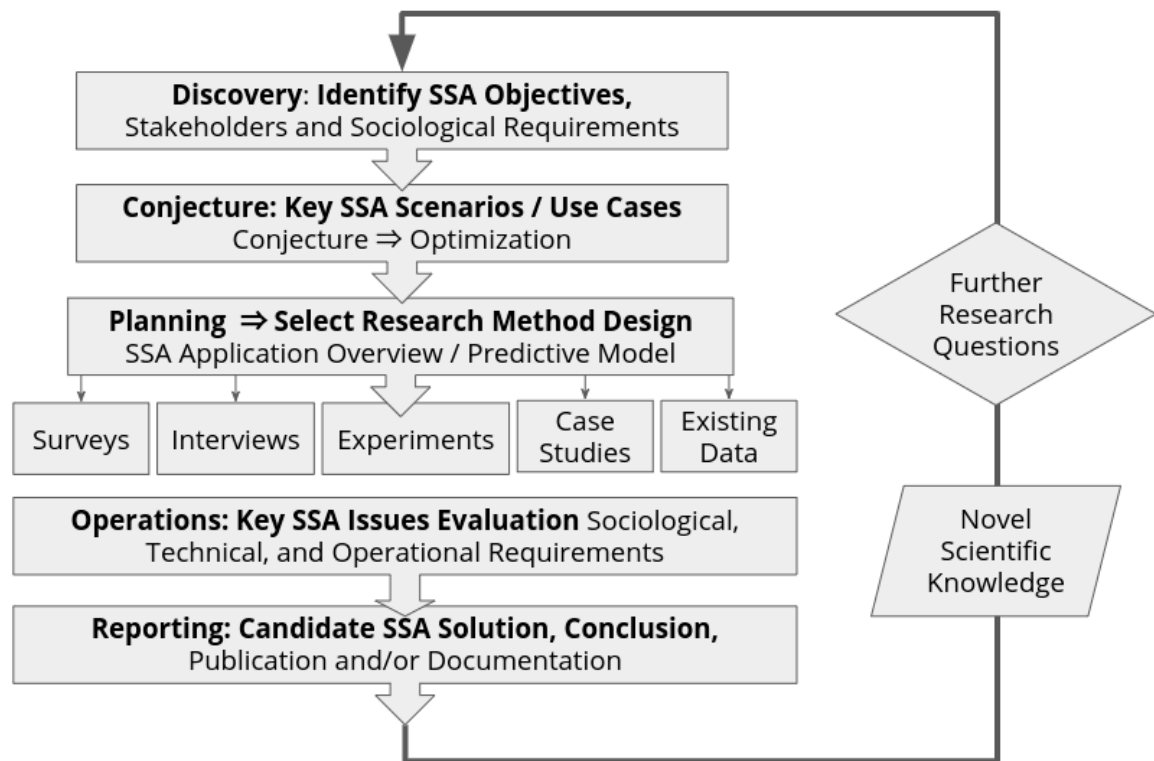 Discovery: Identify SSA Objectives,
Stakeholders and Sociological Requirements
Conjecture: Key SSA Scenarios / Use Cases
Conjecture ⇒ Optimization
Planning ⇒ Select Research Method Design
SSA Application Overview / Predictive Model
Surveys
Interviews
Experiments
Case
Studies
Existing
Data
Operations: Key SSA Issues Evaluation Sociological,
Technical, and Operational Requirements
Reporting: Candidate SSA Solution, Conclusion,
Publication and/or Documentation
Novel
Scientific
Knowledge
Further
Research
Questions